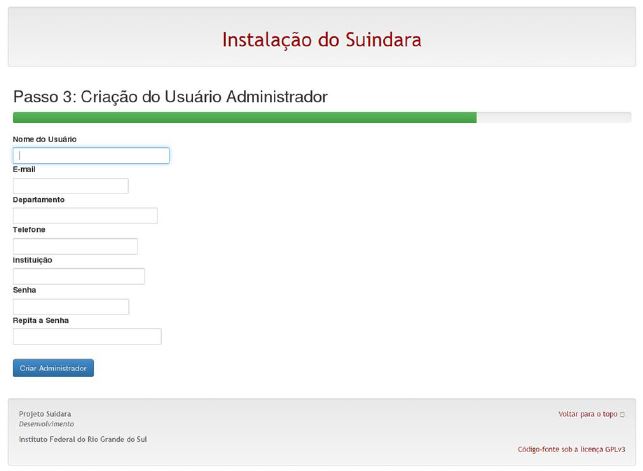 Instalação do Suindara
Passo 3: Criação do Usuário Administrador
Nome do Usuário
E-mail
Departamento
Telefone
Instituição
Senha
Repita a Senha
Criar Administrador
Projeto Suidara
Desenvolvimento
Instituto Federal do Rio Grande do Sul
Voltar para o topo □
Código-fonte sob à licença GPLv3